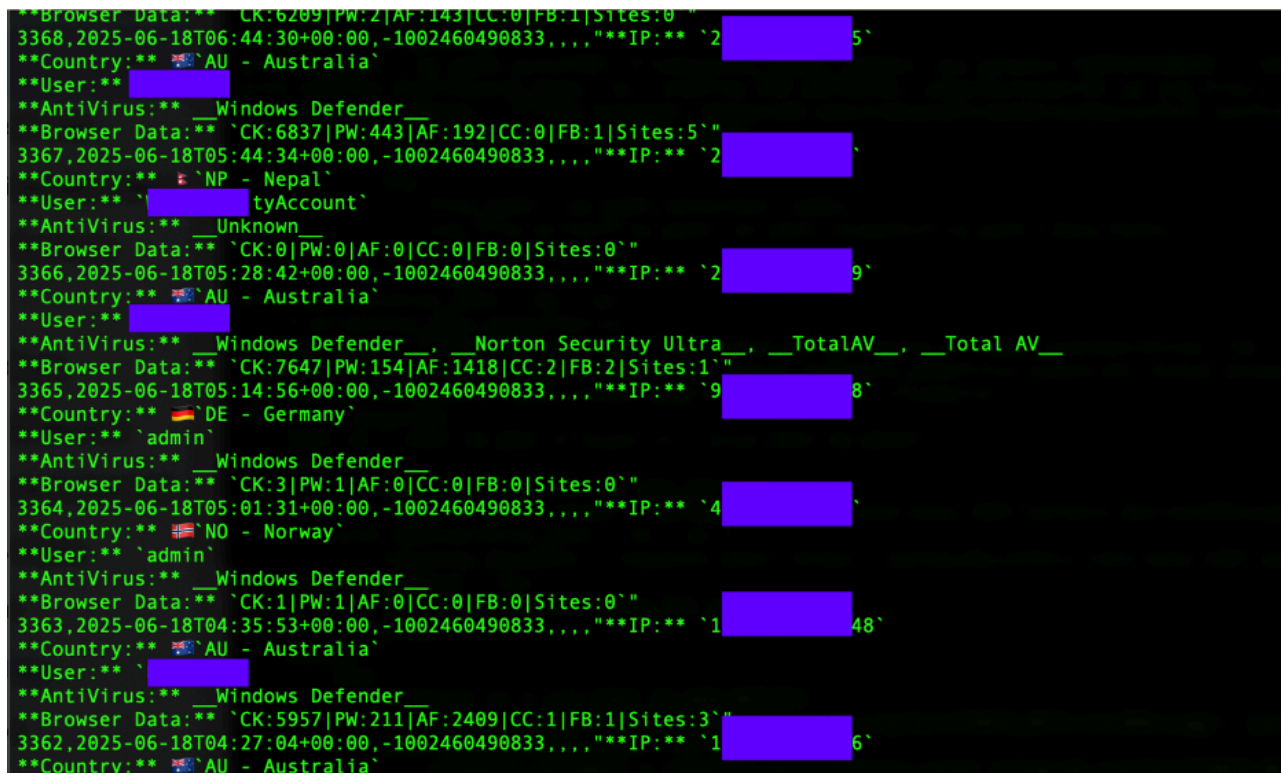 **Browser Data:** `CK:6209|PW:2|AF:143|CC:0|FB:1|Sites:0`"
3368,2025-06-18T06:44:30+00:00,-1002460490833,,,,"**IP:** `2 5`
**Country:** 🇦🇺`AU - Australia`
**User:**
**AntiVirus:** __Windows Defender__
**Browser Data:** `CK:6837|PW:443|AF:192|CC:0|FB:1|Sites:5`"
3367,2025-06-18T05:44:34+00:00,-1002460490833,,,,"**IP:** `2 `
**Country:** 🇳🇵`NP - Nepal`
**User:** ` tyAccount`
**AntiVirus:** __Unknown__
**Browser Data:** `CK:0|PW:0|AF:0|CC:0|FB:0|Sites:0`"
3366,2025-06-18T05:28:42+00:00,-1002460490833,,,,"**IP:** `2 9`
**Country:** 🇦🇺`AU - Australia`
**User:**
**AntiVirus:** __Windows Defender__, __Norton Security Ultra__, __TotalAV__, __Total AV__
**Browser Data:** `CK:7647|PW:154|AF:1418|CC:2|FB:2|Sites:1`"
3365,2025-06-18T05:14:56+00:00,-1002460490833,,,,"**IP:** `9 8`
**Country:** 🇩🇪`DE - Germany`
**User:** `admin`
**AntiVirus:** __Windows Defender__
**Browser Data:** `CK:3|PW:1|AF:0|CC:0|FB:0|Sites:0`"
3364,2025-06-18T05:01:31+00:00,-1002460490833,,,,"**IP:** `4 `
**Country:** 🇳🇴`NO - Norway`
**User:** `admin`
**AntiVirus:** __Windows Defender__
**Browser Data:** `CK:1|PW:1|AF:0|CC:0|FB:0|Sites:0`"
3363,2025-06-18T04:35:53+00:00,-1002460490833,,,,"**IP:** `1 48`
**Country:** 🇦🇺`AU - Australia`
**User:** `
**AntiVirus:** __Windows Defender__
**Browser Data:** `CK:5957|PW:211|AF:2409|CC:1|FB:1|Sites:3`"
3362,2025-06-18T04:27:04+00:00,-1002460490833,,,,"**IP:** `1 6`
**Country:** 🇦🇺`AU - Australia`